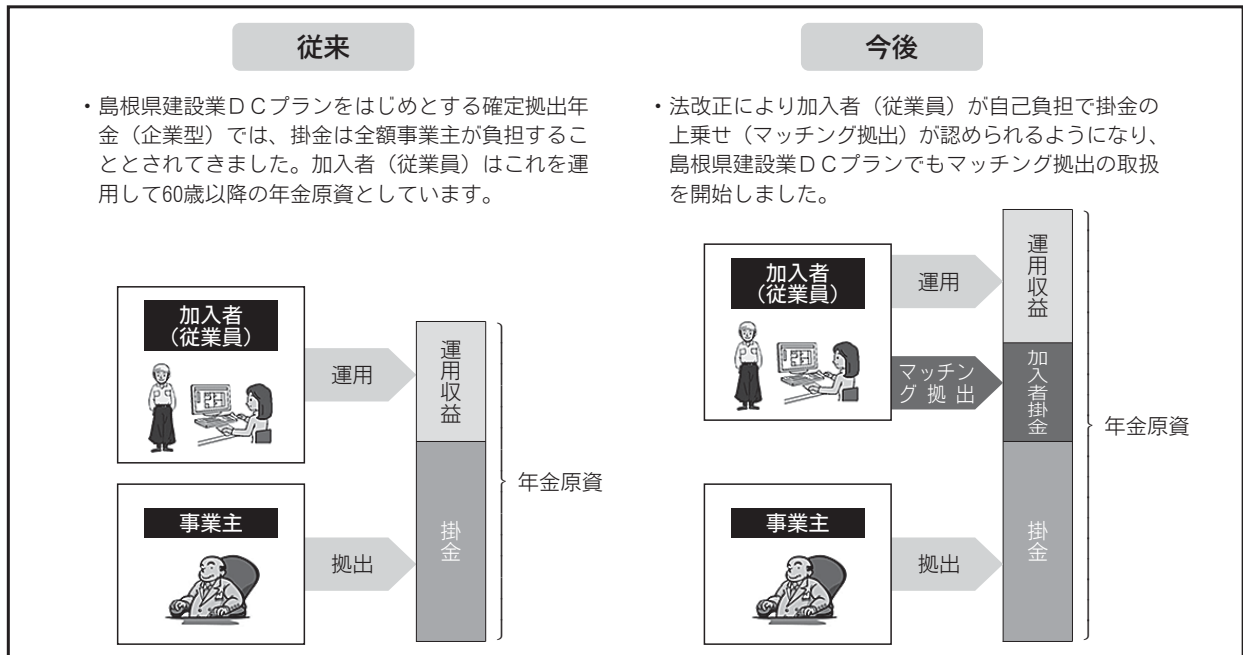 従来
・島根県建設業ＤＣプランをはじめとする確定拠出年
金（企業型）では、掛金は全額事業主が負担するこ
ととされてきました。加入者（従業員）はこれを運
用して60歳以降の年金原資としています。
加入者
（従業員）
運用
運用収益
事業主
拠出
掛金
年金原資
今後
・法改正により加入者（従業員）が自己負担で掛金の
上乗せ（マッチング拠出）が認められるようになり、
島根県建設業ＤＣプランでもマッチング拠出の取扱
を開始しました。
加入者
（従業員）
運用
運用収益
マッチン
グ拠出
加入者掛金
事業主
拠出
掛金
年金原資